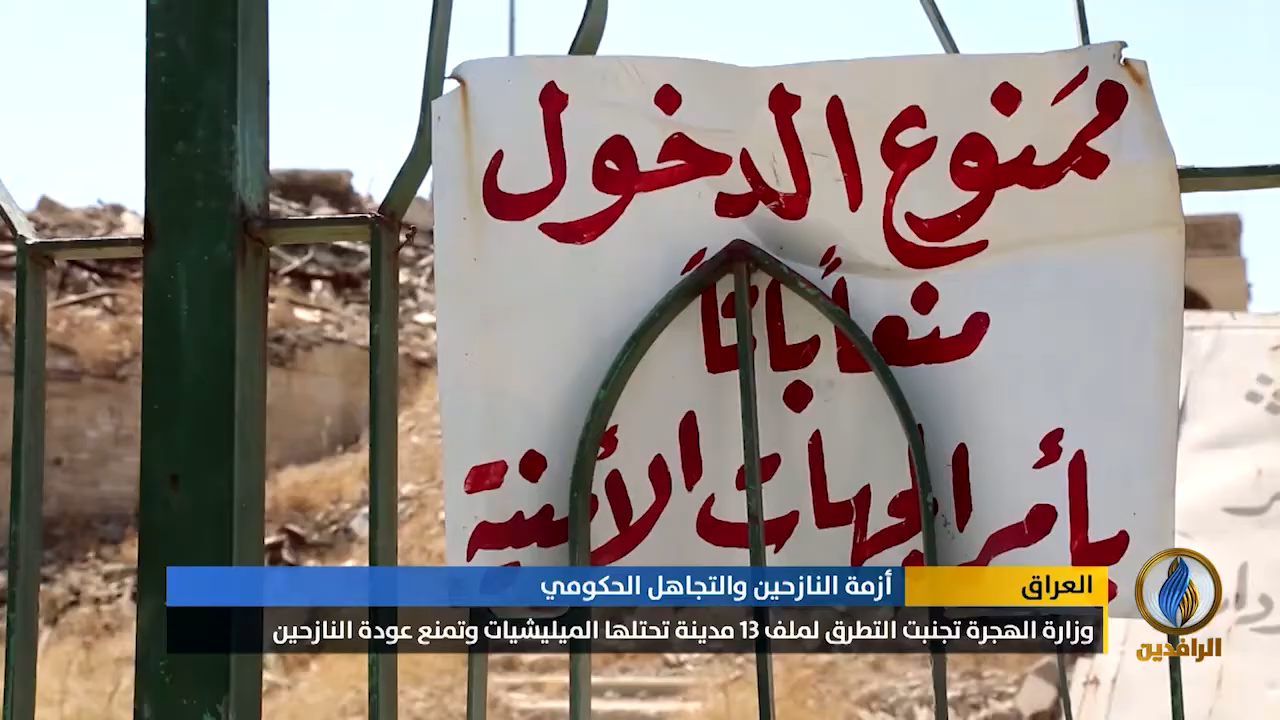 ممنوع الدخول
منعاً باتاً
بأمر الجهات الأمنية
العراق
أزمة النازحين والتجاهل الحكومي
وزارة الهجرة تجنبت التطرق لملف 13 مدينة تحتلها الميليشيات وتمنع عودة النازحين
الرافدين